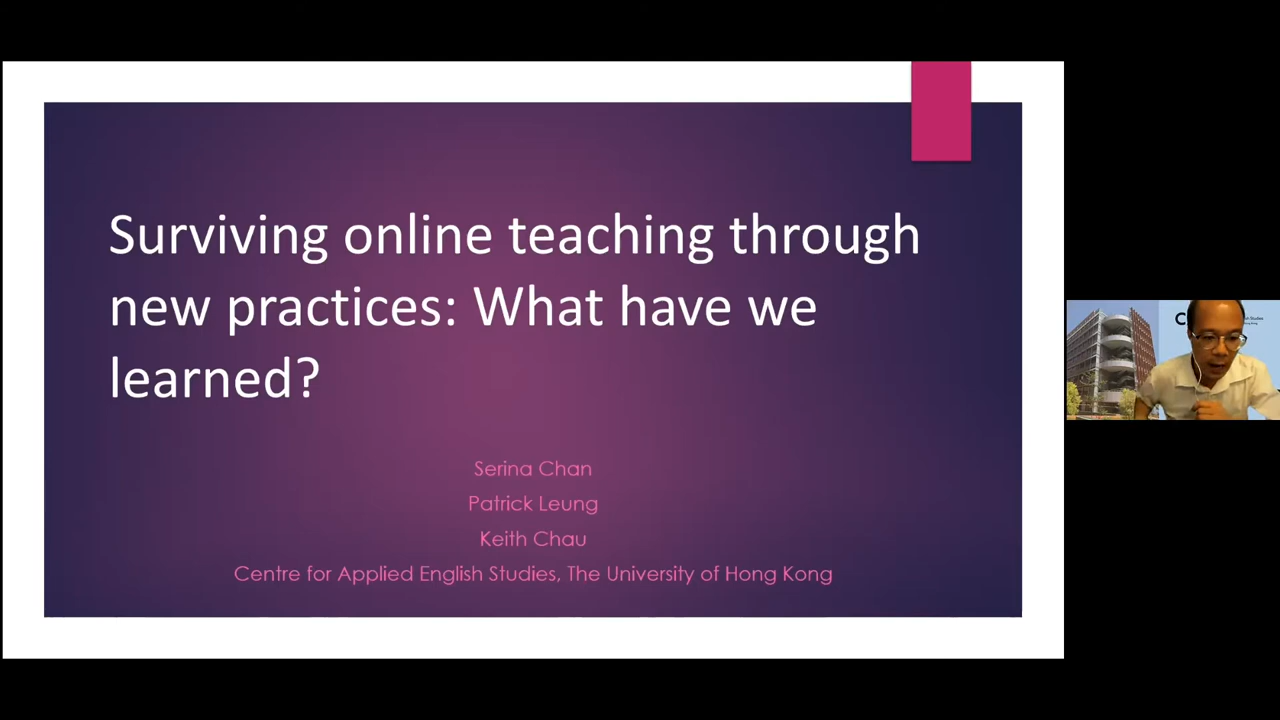 Surviving online teaching through
new practices: What have we
learned?
Serina Chan
Patrick Leung
Keith Chau
Centre for Applied English Studies, The University of Hong Kong